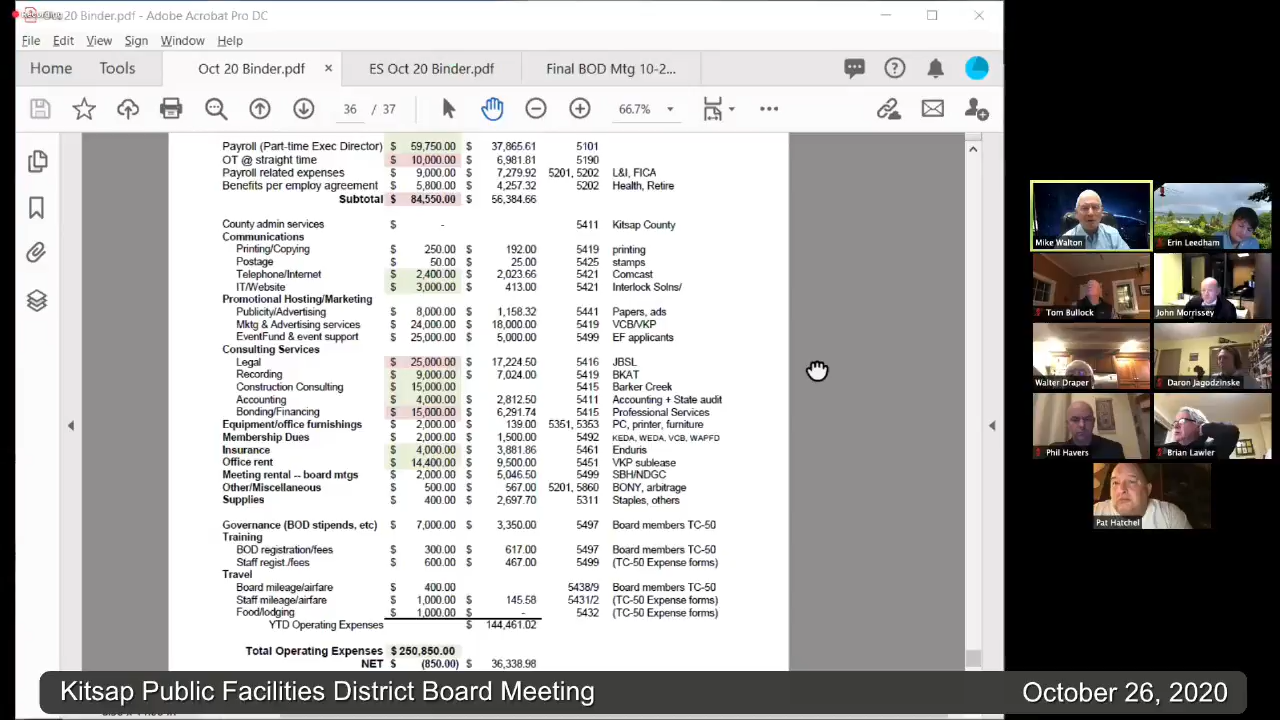 Oct 20 Binder.pdf - Adobe Acrobat Pro DC
File Edit View Sign Window Help
Home Tools Oct 20 Binder.pdf × ES Oct 20 Binder.pdf Final BOD Mtg 10-2...
36 / 37 66.7%
Payroll (Part-time Exec Director) $ 59,750.00 $ 37,865.61 5101
OT @ straight time $ 10,000.00 $ 6,981.81 5190
Payroll related expenses $ 9,000.00 $ 7,279.92 5201, 5202 L&I, FICA
Benefits per employ agreement $ 5,800.00 $ 4,257.32 5202 Health, Retire
Subtotal $ 84,550.00 $ 56,384.66
County admin services $ - 5411 Kitsap County
Communications
Printing/Copying $ 250.00 $ 192.00 5419 printing
Postage $ 50.00 $ 25.00 5425 stamps
Telephone/Internet $ 2,400.00 $ 2,023.66 5421 Comcast
IT/Website $ 3,000.00 $ 413.00 5421 Interlock Solns/
Promotional Hosting/Marketing
Publicity/Advertising $ 8,000.00 $ 1,158.32 5441 Papers, ads
Mktg & Advertising services $ 24,000.00 $ 18,000.00 5419 VCB/VKP
EventFund & event support $ 25,000.00 $ 5,000.00 5499 EF applicants
Consulting Services
Legal $ 25,000.00 $ 17,224.50 5416 JBSL
Recording $ 9,000.00 $ 7,024.00 5419 BKAT
Construction Consulting $ 15,000.00 5415 Barker Creek
Accounting $ 4,000.00 $ 2,812.50 5411 Accounting + State audit
Bonding/Financing $ 15,000.00 $ 6,291.74 5415 Professional Services
Equipment/office furnishings $ 2,000.00 $ 139.00 5351, 5353 PC, printer, furniture
Membership Dues $ 2,000.00 $ 1,500.00 5492 KEDA, WEDA, VCB, WAPFD
Insurance $ 4,000.00 $ 3,881.86 5461 Enduris
Office rent $ 14,400.00 $ 9,500.00 5451 VKP sublease
Meeting rental -- board mtgs $ 2,000.00 $ 5,046.50 5499 SBH/NDGC
Other/Miscellaneous $ 500.00 $ 567.00 5201, 5860 BONY, arbitrage
Supplies $ 400.00 $ 2,697.70 5311 Staples, others
Governance (BOD stipends, etc) $ 7,000.00 $ 3,350.00 5497 Board members TC-50
Training
BOD registration/fees $ 300.00 $ 617.00 5497 Board members TC-50
Staff regist./fees $ 600.00 $ 467.00 5499 (TC-50 Expense forms)
Travel
Board mileage/airfare $ 400.00 5438/9 Board members TC-50
Staff mileage/airfare $ 1,000.00 $ 145.58 5431/2 (TC-50 Expense forms)
Food/lodging $ 1,000.00 $ - 5432 (TC-50 Expense forms)
YTD Operating Expenses $ 144,461.02
Total Operating Expenses $ 250,850.00
NET $ (850.00) $ 36,338.98
Mike Walton Erin Leedham
Tom Bullock John Morrissey
Walter Draper Daron Jagodzinske
Phil Havers Brian Lawler
Pat Hatchel
Kitsap Public Facilities District Board Meeting October 26, 2020